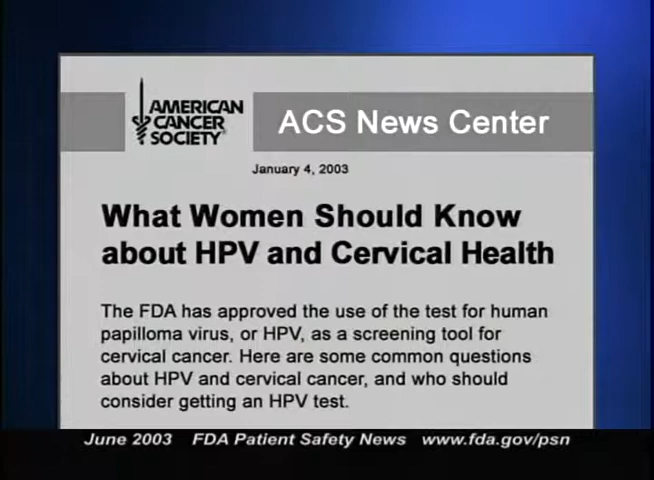 AMERICAN
CANCER
SOCIETY
ACS News Center
January 4, 2003
What Women Should Know
about HPV and Cervical Health
The FDA has approved the use of the test for human
papilloma virus, or HPV, as a screening tool for
cervical cancer. Here are some common questions
about HPV and cervical cancer, and who should
consider getting an HPV test.
June 2003 FDA Patient Safety News www.fda.gov/psn